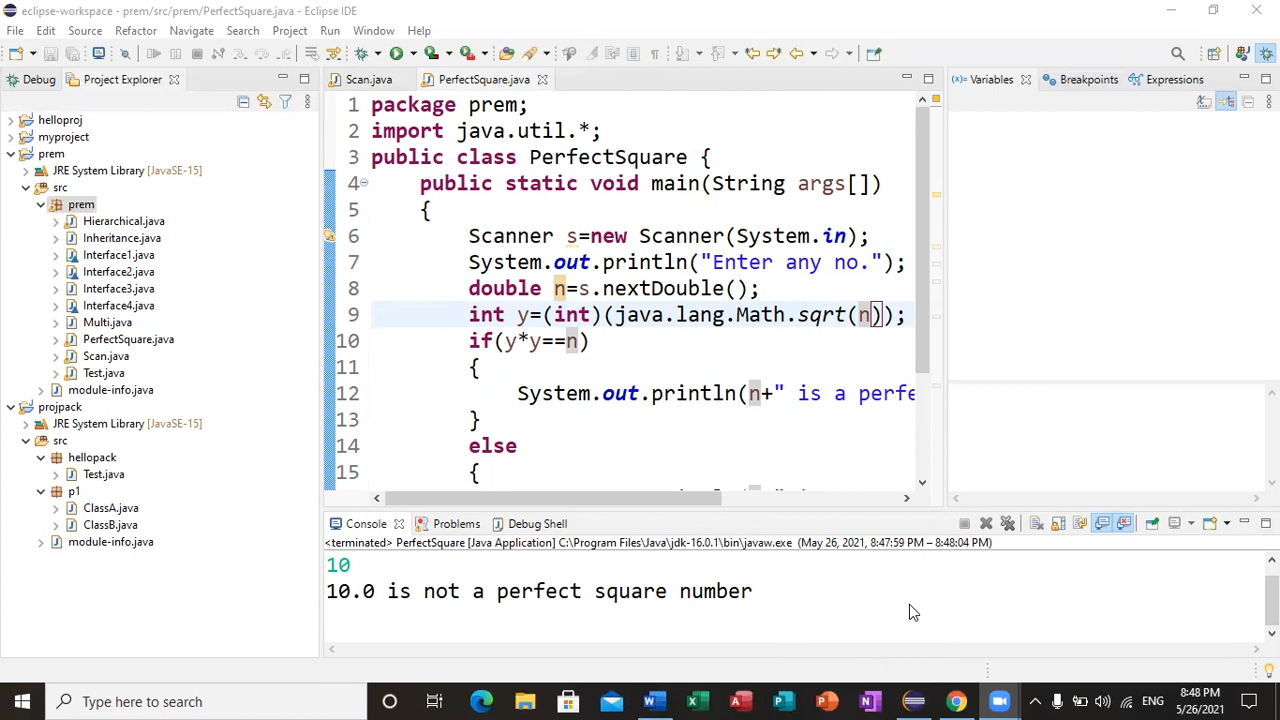 eclipse-workspace - prem/src/prem/PerfectSquare.java - Eclipse IDE
File Edit Source Refactor Navigate Search Project Run Window Help
Debug Project Explorer
helloproj
myproject
prem
JRE System Library [JavaSE-15]
src
prem
Hierarchical.java
Inheritance.java
Interface1.java
Interface2.java
Interface3.java
Interface4.java
Multi.java
PerfectSquare.java
Scan.java
Test.java
module-info.java
projpack
JRE System Library [JavaSE-15]
src
hellopack
Test.java
p1
ClassA.java
ClassB.java
module-info.java
Scan.java PerfectSquare.java
1 package prem;
2 import java.util.*;
3 public class PerfectSquare {
4 public static void main(String args[])
5 {
6 Scanner s=new Scanner(System.in);
7 System.out.println("Enter any no.");
8 double n=s.nextDouble();
9 int y=(int)(java.lang.Math.sqrt(n));
10 if(y*y==n)
11 {
12 System.out.println(n+" is a perfe
13 }
14 else
15 {
Variables Breakpoints Expressions
Console Problems Debug Shell
<terminated> PerfectSquare [Java Application] C:\Program Files\Java\jdk-16.0.1\bin\javaw.exe (May 26, 2021, 8:47:59 PM – 8:48:04 PM)
10
10.0 is not a perfect square number
Type here to search
ENG
8:48 PM
5/26/2021